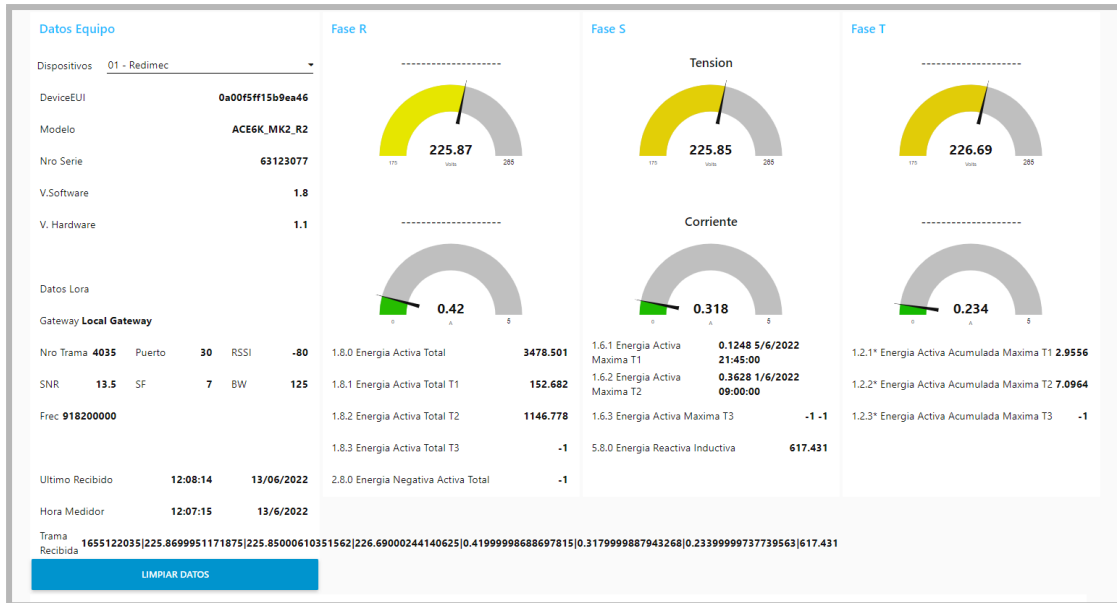 Datos Equipo
Dispositivos 01 - Redimec
DeviceEUI 0a00f5ff15b9ea46
Modelo ACE6K_MK2_R2
Nro Serie 63123077
V.Software 1.8
V. Hardware 1.1
Datos Lora
Gateway Local Gateway
Nro Trama 4035 Puerto 30 RSSI -80
SNR 13.5 SF 7 BW 125
Frec 918200000
Ultimo Recibido 12:08:14 13/06/2022
Hora Medidor 12:07:15 13/6/2022
Trama Recibida 1655122035|225.8699951171875|225.85000610351562|226.69000244140625|0.41999998688697815|0.3179999887943268|0.23399999737739563|617.431
LIMPIAR DATOS
Fase R
--------------------
225.87
175 Volts 265
--------------------
0.42
0 A 5
1.8.0 Energia Activa Total 3478.501
1.8.1 Energia Activa Total T1 152.682
1.8.2 Energia Activa Total T2 1146.778
1.8.3 Energia Activa Total T3 -1
2.8.0 Energia Negativa Activa Total -1
Fase S
Tension
225.85
175 Volts 265
Corriente
0.318
0 A 5
1.6.1 Energia Activa Maxima T1 0.1248 5/6/2022 21:45:00
1.6.2 Energia Activa Maxima T2 0.3628 1/6/2022 09:00:00
1.6.3 Energia Activa Maxima T3 -1 -1
5.8.0 Energia Reactiva Inductiva 617.431
Fase T
--------------------
226.69
175 Volts 265
--------------------
0.234
0 A 5
1.2.1* Energia Activa Acumulada Maxima T1 2.9556
1.2.2* Energia Activa Acumulada Maxima T2 7.0964
1.2.3* Energia Activa Acumulada Maxima T3 -1